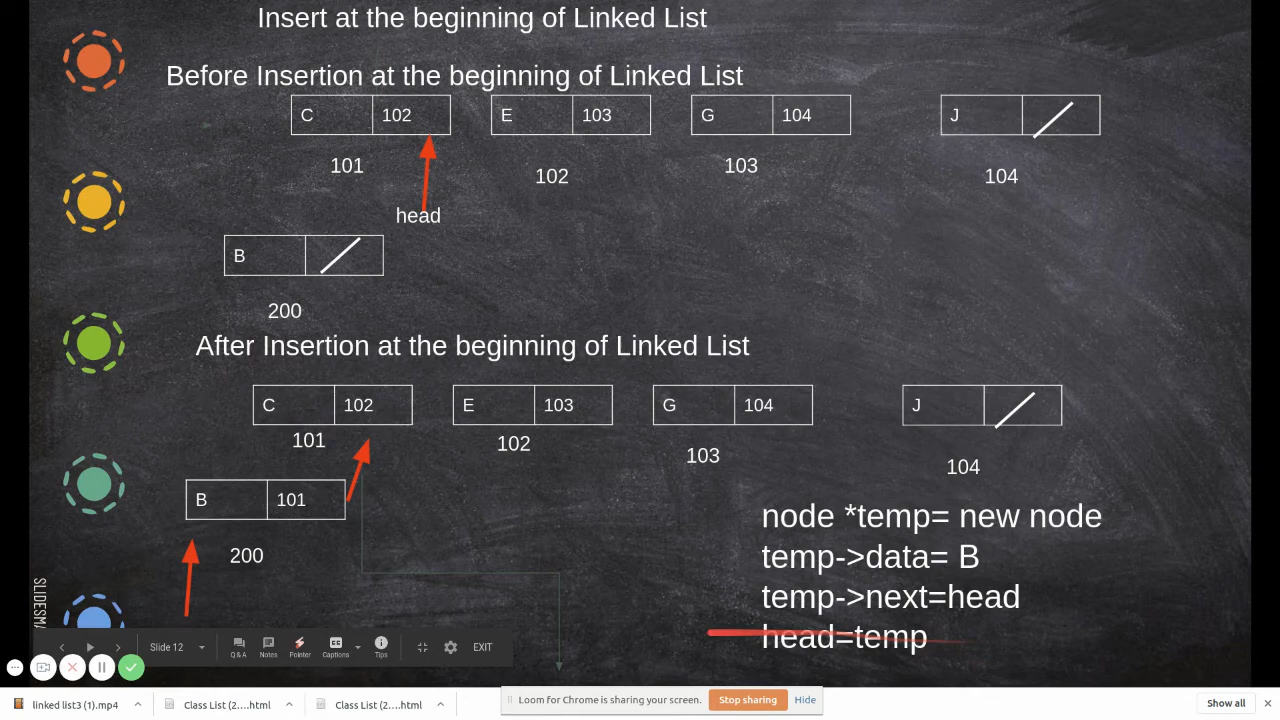 Insert at the beginning of Linked List
Before Insertion at the beginning of Linked List
C 102 E 103 G 104 J
101 102 103 104
head
B
200
After Insertion at the beginning of Linked List
C 102 E 103 G 104 J
101 102 103 104
B 101
200
node *temp= new node
temp->data= B
temp->next=head
head=temp
SLIDESMA
Slide 12 Q & A Notes Pointer Captions Tips EXIT
Loom for Chrome is sharing your screen. Stop sharing Hide
linked list3 (1).mp4 Class List (2....html Class List (2....html Show all